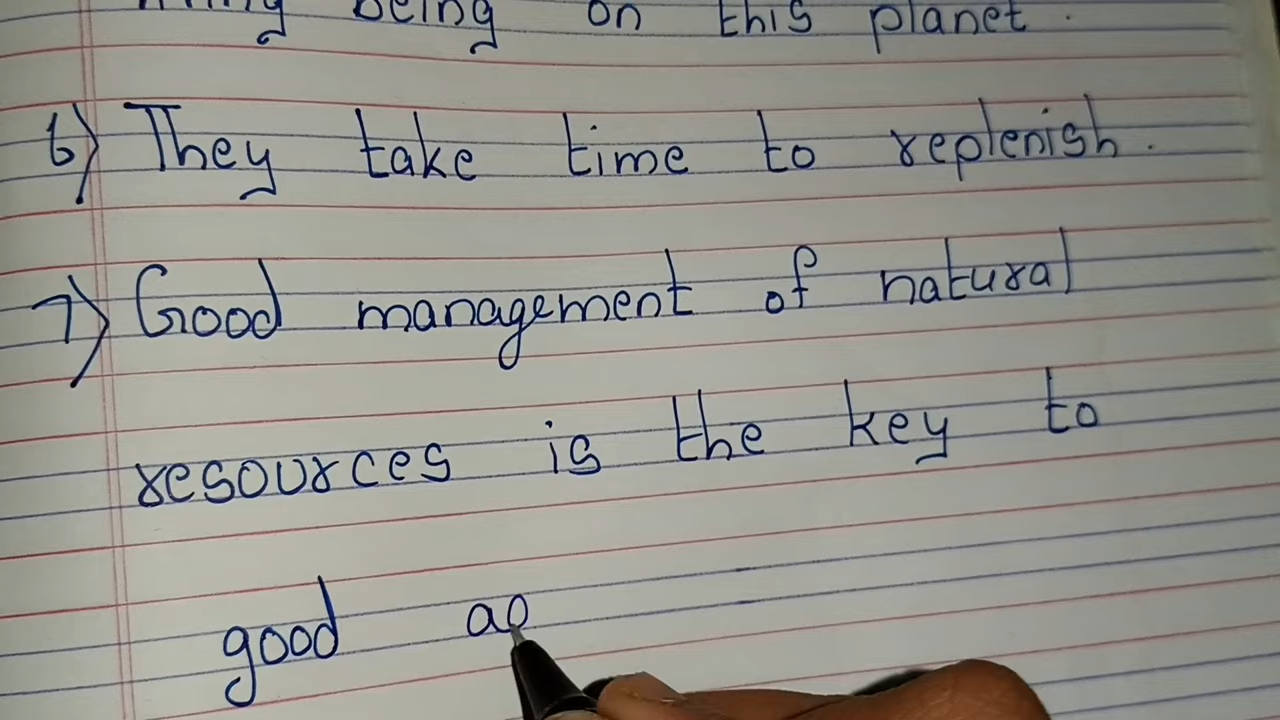 being on this planet.
6) They take time to replenish.
7) Good management of natural
resources is the key to
good